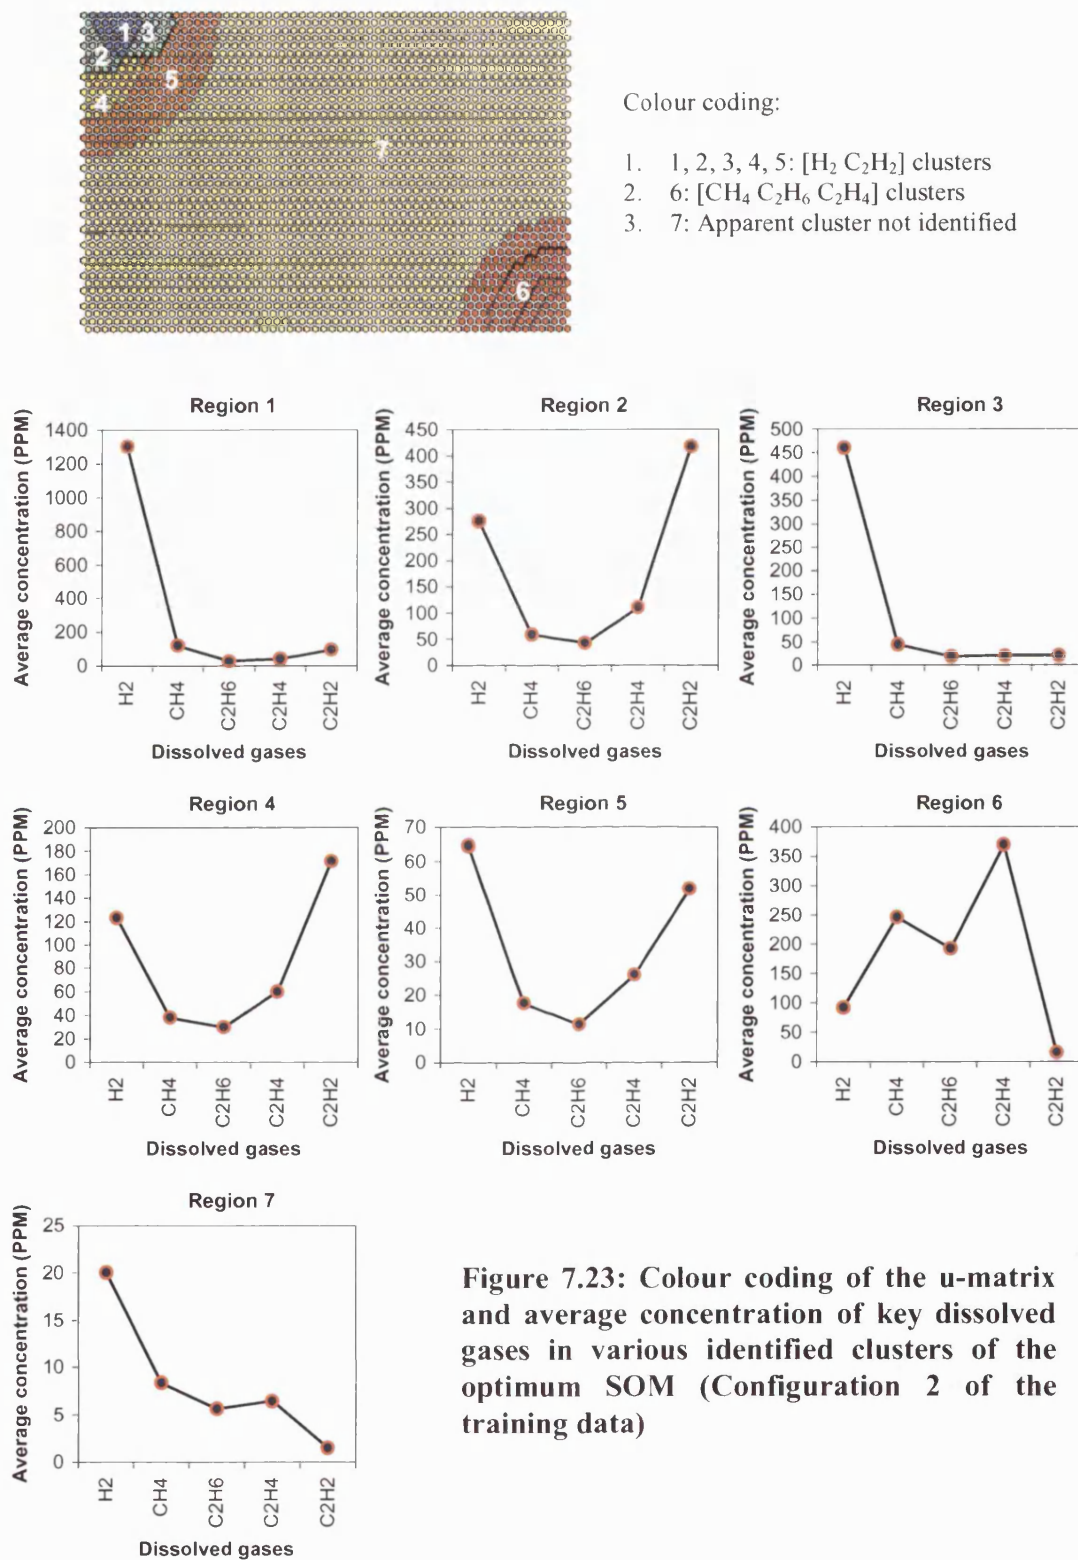 1 3
2
5
4
7
6
Colour coding:
1. 1, 2, 3, 4, 5: [H2 C2H2] clusters
2. 6: [CH4 C2H6 C2H4] clusters
3. 7: Apparent cluster not identified
Region 1
Average concentration (PPM)
1400
1200
1000
800
600
400
200
0
H2 CH4 C2H6 C2H4 C2H2
Dissolved gases
Region 2
Average concentration (PPM)
450
400
350
300
250
200
150
100
50
0
H2 CH4 C2H6 C2H4 C2H2
Dissolved gases
Region 3
Average concentration (PPM)
500
450
400
350
300
250
200
150
100
50
0
H2 CH4 C2H6 C2H4 C2H2
Dissolved gases
Region 4
Average concentration (PPM)
200
180
160
140
120
100
80
60
40
20
0
H2 CH4 C2H6 C2H4 C2H2
Dissolved gases
Region 5
Average concentration (PPM)
70
60
50
40
30
20
10
0
H2 CH4 C2H6 C2H4 C2H2
Dissolved gases
Region 6
Average concentration (PPM)
400
350
300
250
200
150
100
50
0
H2 CH4 C2H6 C2H4 C2H2
Dissolved gases
Region 7
Average concentration (PPM)
25
20
15
10
5
0
H2 CH4 C2H6 C2H4 C2H2
Dissolved gases
Figure 7.23: Colour coding of the u-matrix
and average concentration of key dissolved
gases in various identified clusters of the
optimum SOM (Configuration 2 of the
training data)